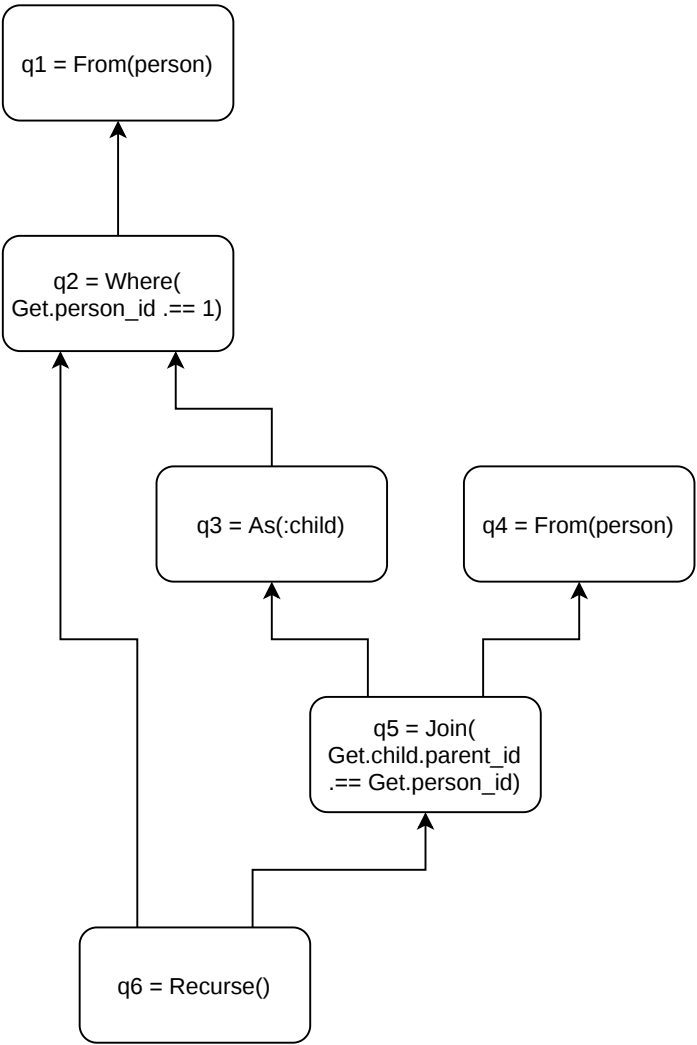 q1 = From(person)
q2 = Where(
Get.person_id .== 1)
q3 = As(:child)
q4 = From(person)
q5 = Join(
Get.child.parent_id
.== Get.person_id)
q6 = Recurse()